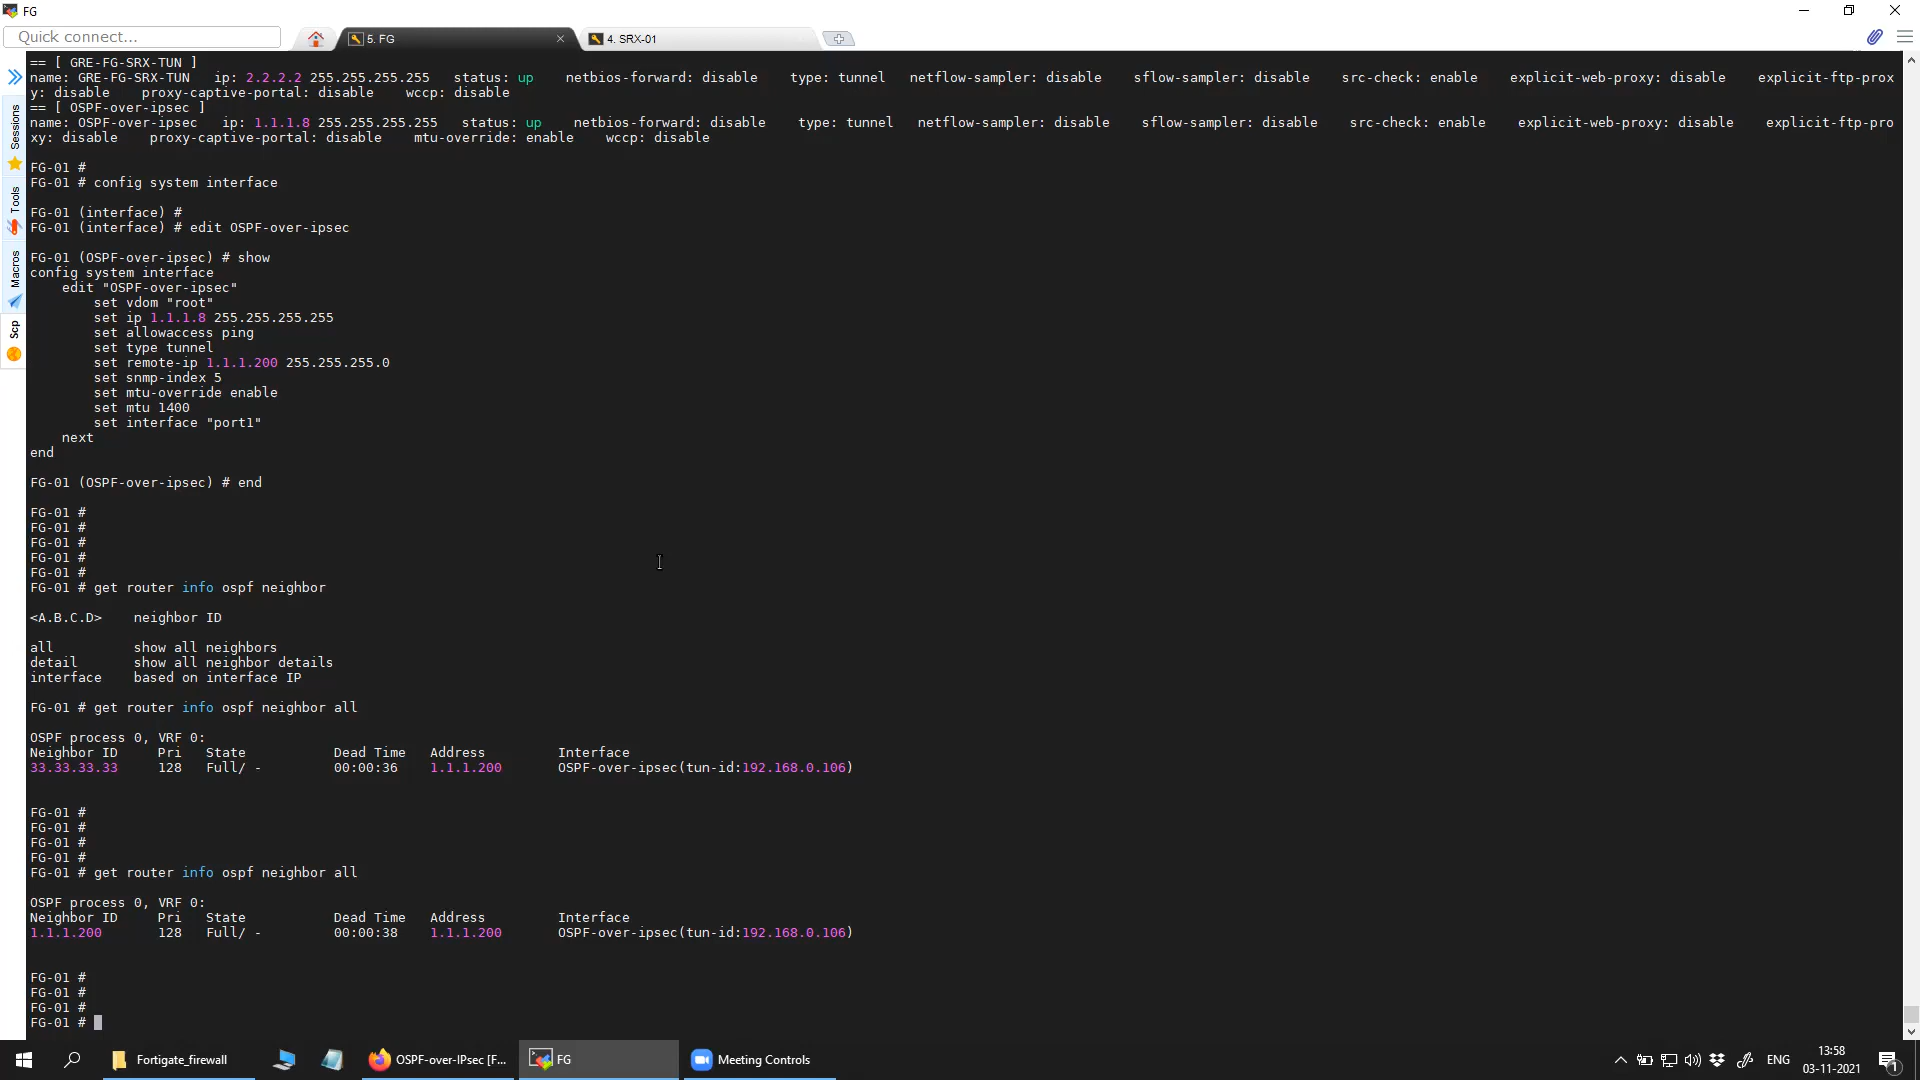 FG
Quick connect...
5. FG
4. SRX-01
Sessions
Tools
Macros
Scp
== [ GRE-FG-SRX-TUN ]
name: GRE-FG-SRX-TUN   ip: 2.2.2.2 255.255.255.255   status: up    netbios-forward: disable    type: tunnel   netflow-sampler: disable    sflow-sampler: disable    src-check: enable    explicit-web-proxy: disable    explicit-ftp-prox
y: disable    proxy-captive-portal: disable    wccp: disable
== [ OSPF-over-ipsec ]
name: OSPF-over-ipsec   ip: 1.1.1.8 255.255.255.255   status: up    netbios-forward: disable    type: tunnel   netflow-sampler: disable    sflow-sampler: disable    src-check: enable    explicit-web-proxy: disable    explicit-ftp-pro
xy: disable    proxy-captive-portal: disable    mtu-override: enable    wccp: disable
FG-01 #
FG-01 # config system interface
FG-01 (interface) #
FG-01 (interface) # edit OSPF-over-ipsec
FG-01 (OSPF-over-ipsec) # show
config system interface
    edit "OSPF-over-ipsec"
        set vdom "root"
        set ip 1.1.1.8 255.255.255.255
        set allowaccess ping
        set type tunnel
        set remote-ip 1.1.1.200 255.255.255.0
        set snmp-index 5
        set mtu-override enable
        set mtu 1400
        set interface "port1"
    next
end
FG-01 (OSPF-over-ipsec) # end
FG-01 #
FG-01 #
FG-01 #
FG-01 #
FG-01 #
FG-01 # get router info ospf neighbor
<A.B.C.D>    neighbor ID
all          show all neighbors
detail       show all neighbor details
interface    based on interface IP
FG-01 # get router info ospf neighbor all
OSPF process 0, VRF 0:
Neighbor ID     Pri   State           Dead Time   Address         Interface
33.33.33.33     128   Full/ -         00:00:36    1.1.1.200       OSPF-over-ipsec(tun-id:192.168.0.106)
FG-01 #
FG-01 #
FG-01 #
FG-01 #
FG-01 # get router info ospf neighbor all
OSPF process 0, VRF 0:
Neighbor ID     Pri   State           Dead Time   Address         Interface
1.1.1.200       128   Full/ -         00:00:38    1.1.1.200       OSPF-over-ipsec(tun-id:192.168.0.106)
FG-01 #
FG-01 #
FG-01 #
FG-01 #
Fortigate_firewall
OSPF-over-IPsec [F...
FG
Meeting Controls
ENG
13:58
03-11-2021
1